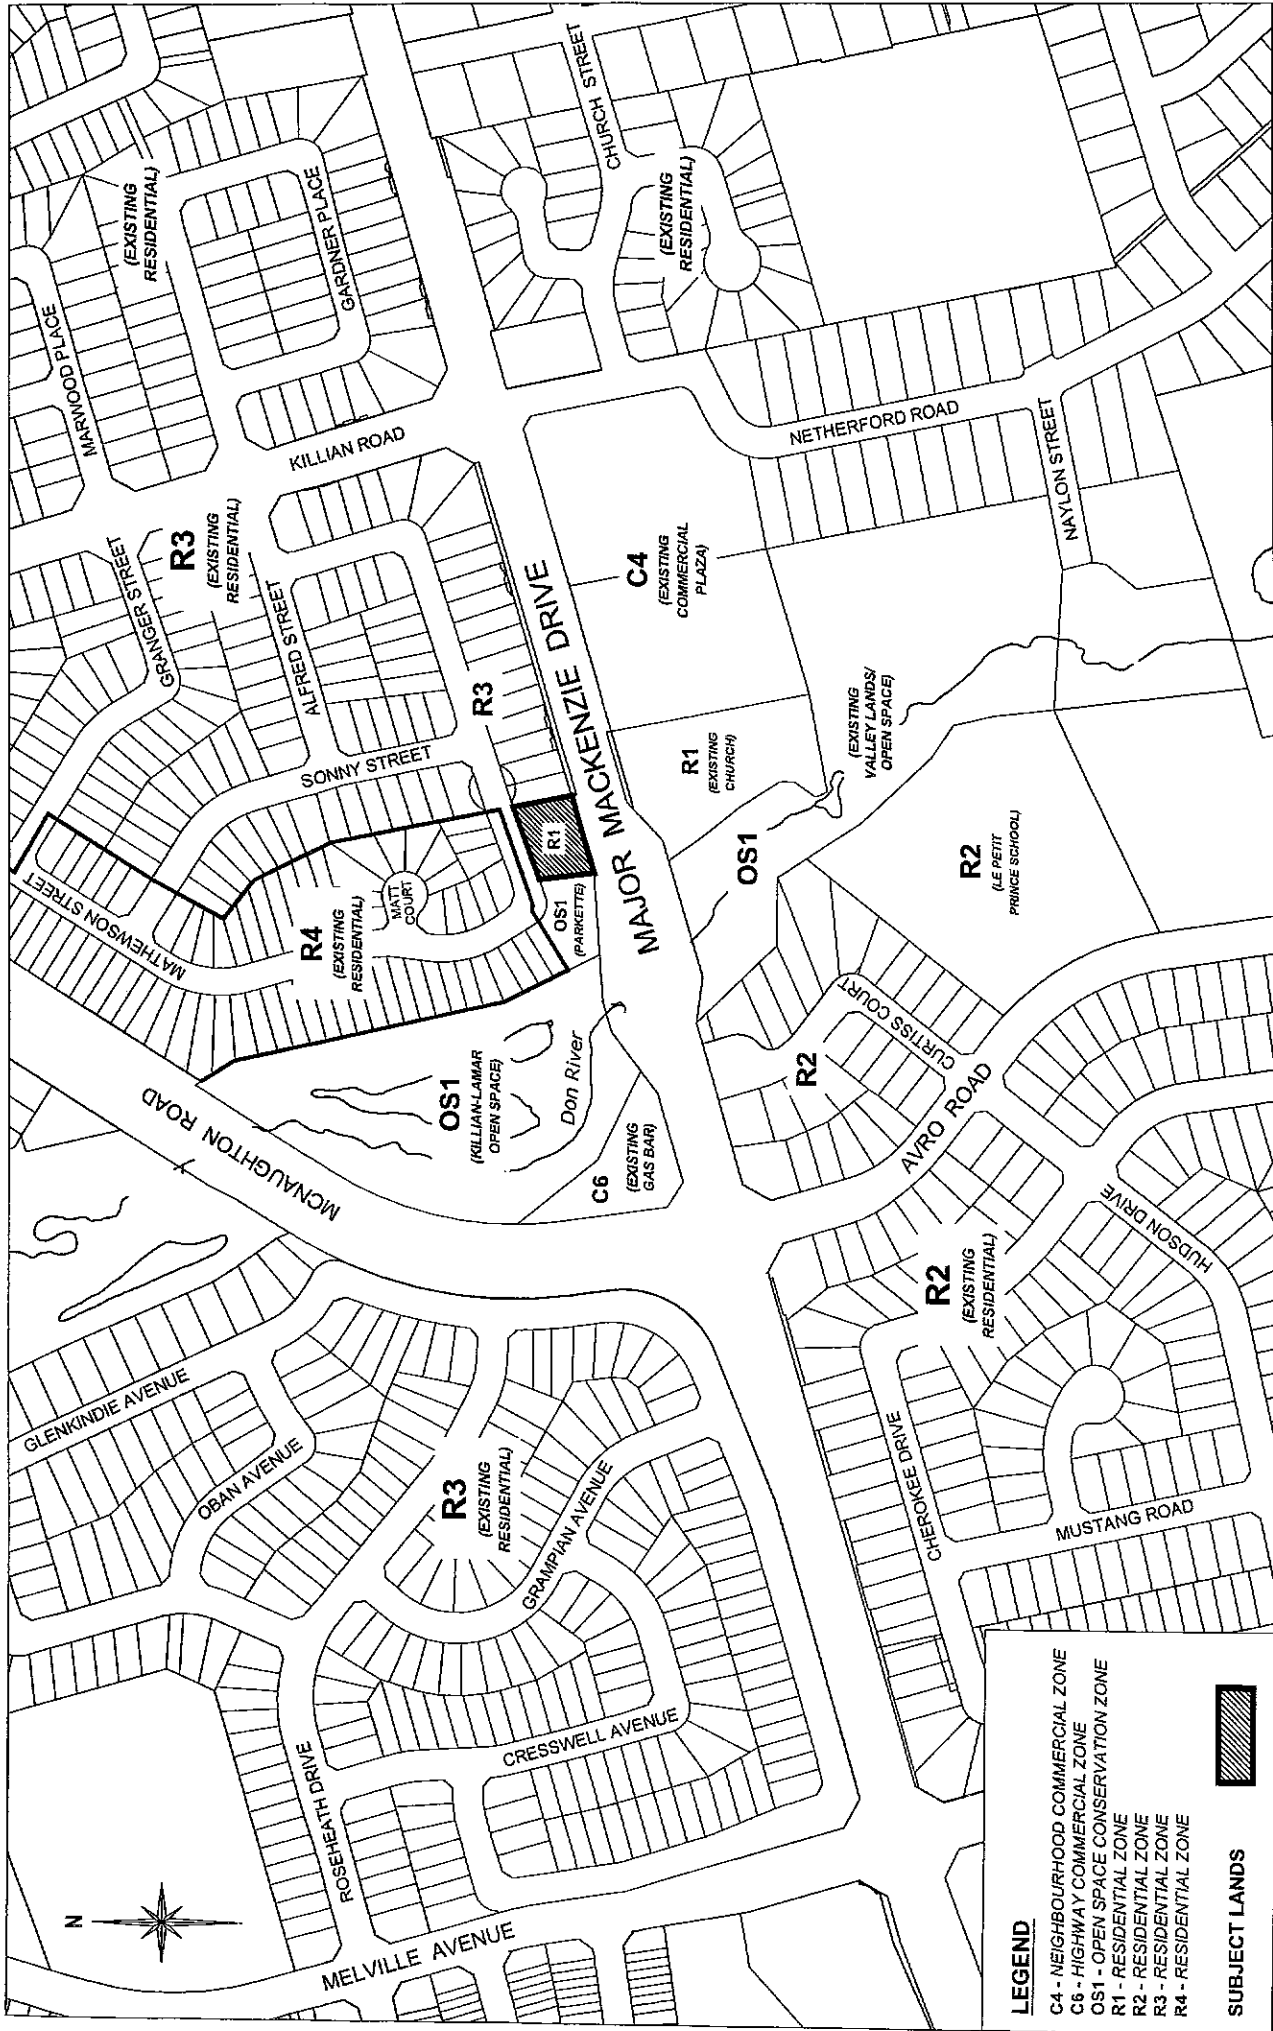 N
MELVILLE AVENUE
ROSEHEATH DRIVE
CRESSWELL AVENUE
GLENKINDIE AVENUE
OBAN AVENUE
R3
(EXISTING
RESIDENTIAL)
GRAMPIAN AVENUE
MCNAUGHTON ROAD
OS1
(KILLIAN-LAMAR
OPEN SPACE)
Don River
C6
(EXISTING
GAS BAR)
MATHEWSON STREET
R4
(EXISTING
RESIDENTIAL)
MATT
COURT
OS1
(PARKETTE)
R1
SONNY STREET
ALFRED STREET
GRANGER STREET
R3
(EXISTING
RESIDENTIAL)
R3
KILLIAN ROAD
MARWOOD PLACE
GARDNER PLACE
(EXISTING
RESIDENTIAL)
MAJOR MACKENZIE DRIVE
CHURCH STREET
(EXISTING
RESIDENTIAL)
C4
(EXISTING
COMMERCIAL
PLAZA)
NETHERFORD ROAD
NAYLON STREET
R1
(EXISTING
CHURCH)
(EXISTING
VALLEY LANDS/
OPEN SPACE)
OS1
R2
(LE PETIT
PRINCE SCHOOL)
R2
CURTISS COURT
AVRO ROAD
R2
(EXISTING
RESIDENTIAL)
HUDSON DRIVE
CHEROKEE DRIVE
MUSTANG ROAD
LEGEND
C4 - NEIGHBOURHOOD COMMERCIAL ZONE
C6 - HIGHWAY COMMERCIAL ZONE
OS1 - OPEN SPACE CONSERVATION ZONE
R1 - RESIDENTIAL ZONE
R2 - RESIDENTIAL ZONE
R3 - RESIDENTIAL ZONE
R4 - RESIDENTIAL ZONE
SUBJECT LANDS